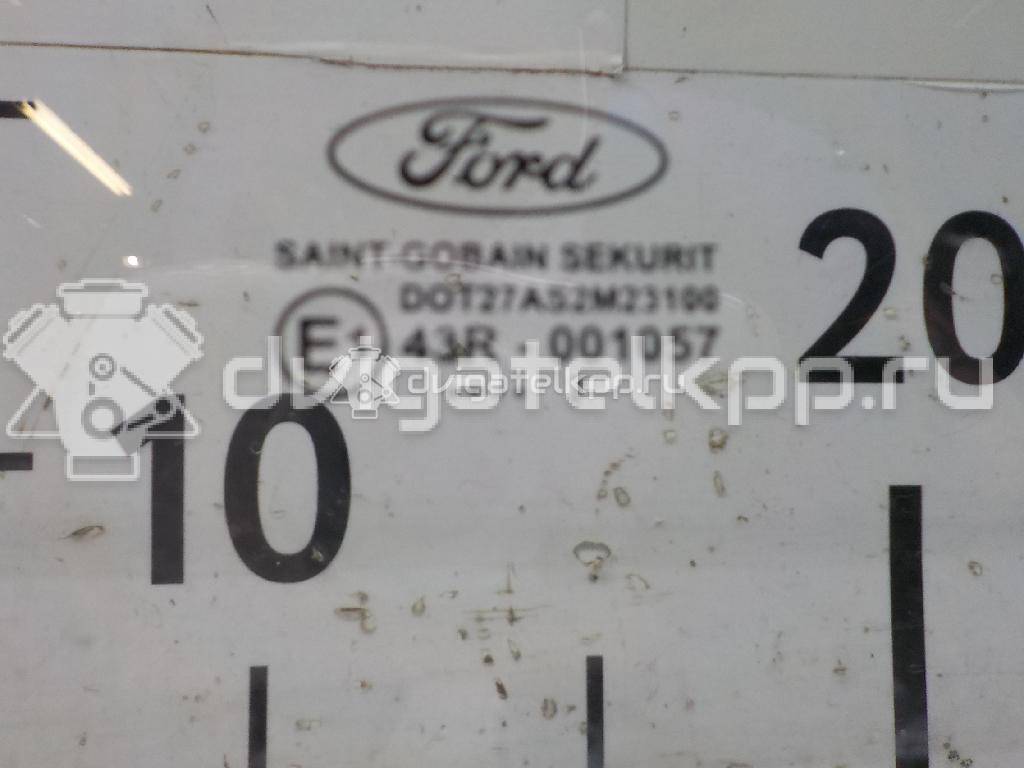 Ford
SAINT-GOBAIN SEKURIT
DOT27AS2M23100
E1 43R - 001057
20
dvigatelkpp.ru
dvigatelkpp.ru
10